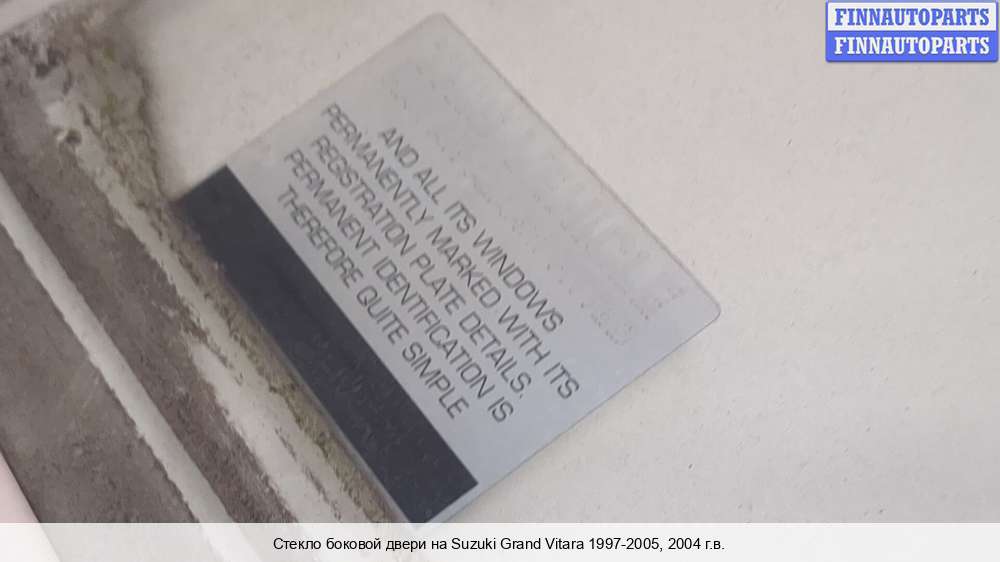 FINNAUTOPARTS
FINNAUTOPARTS
AND ALL ITS WINDOWS
PERMANENTLY MARKED WITH ITS
REGISTRATION PLATE DETAILS.
PERMANENT IDENTIFICATION IS
THEREFORE QUITE SIMPLE
Стекло боковой двери на Suzuki Grand Vitara 1997-2005, 2004 г.в.